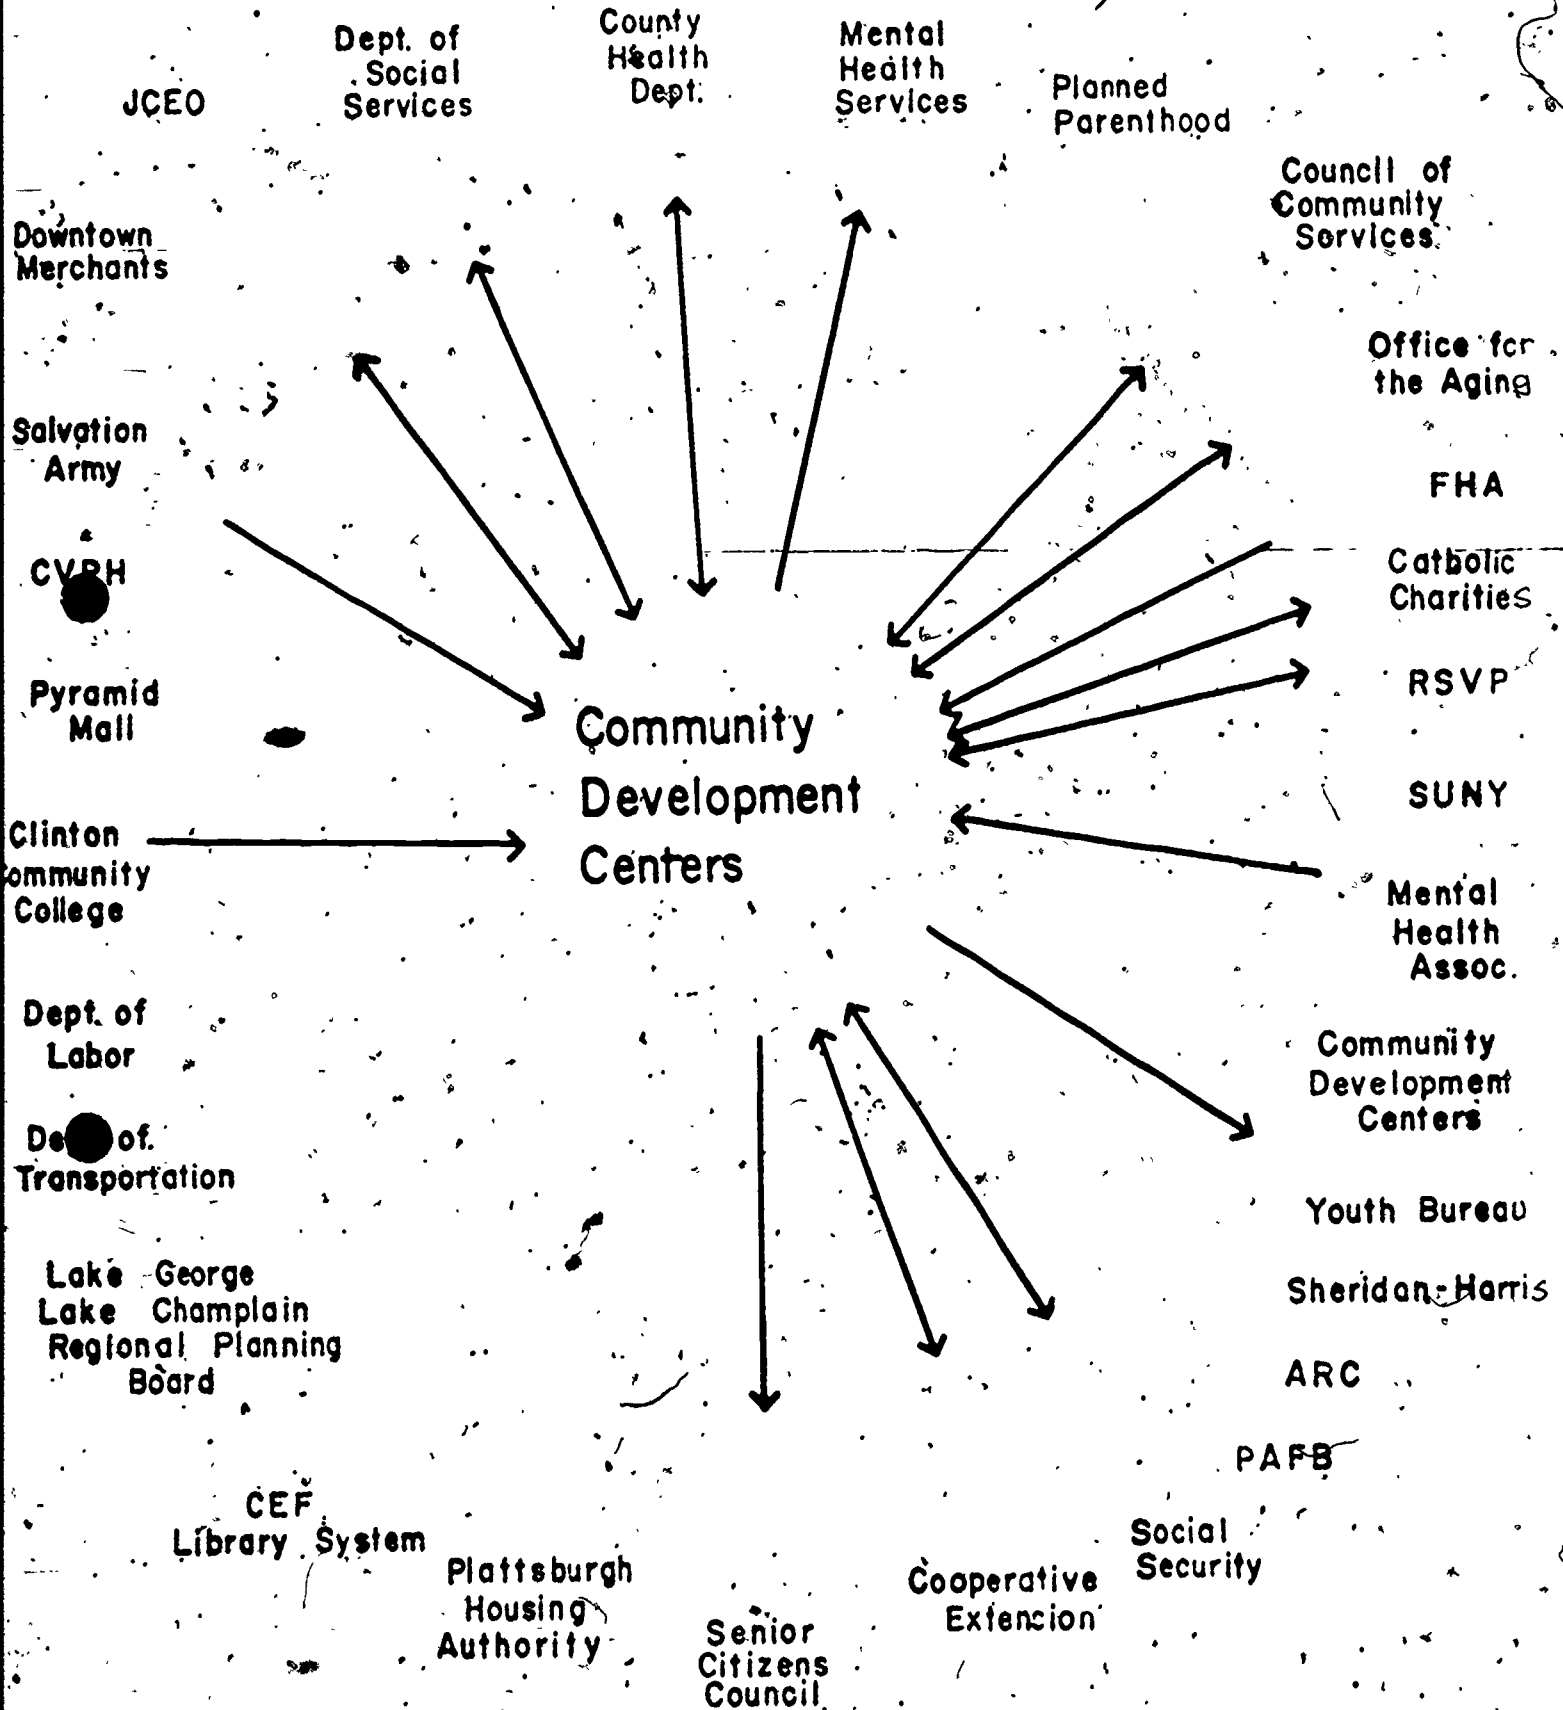 JCEO
Dept. of
Social
Services
County
Health
Dept.
Mental
Health
Services
Planned
Parenthood
Council of
Community
Services
Office for
the Aging
FHA
Catholic
Charities
RSVP
SUNY
Mental
Health
Assoc.
Community
Development
Centers
Youth Bureau
Sheridan-Harris
ARC
PAFB
Social
Security
Cooperative
Extencion
Senior
Citizens
Council
Plattsburgh
Housing
Authority
CEF
Library System
Lake George
Lake Champlain
Regional Planning
Board
of
Transportation
Dept. of
Labor
Clinton
Community
College
Pyramid
Mall
CVPH
Salvation
Army
Downtown
Merchants
Community
Development
Centers